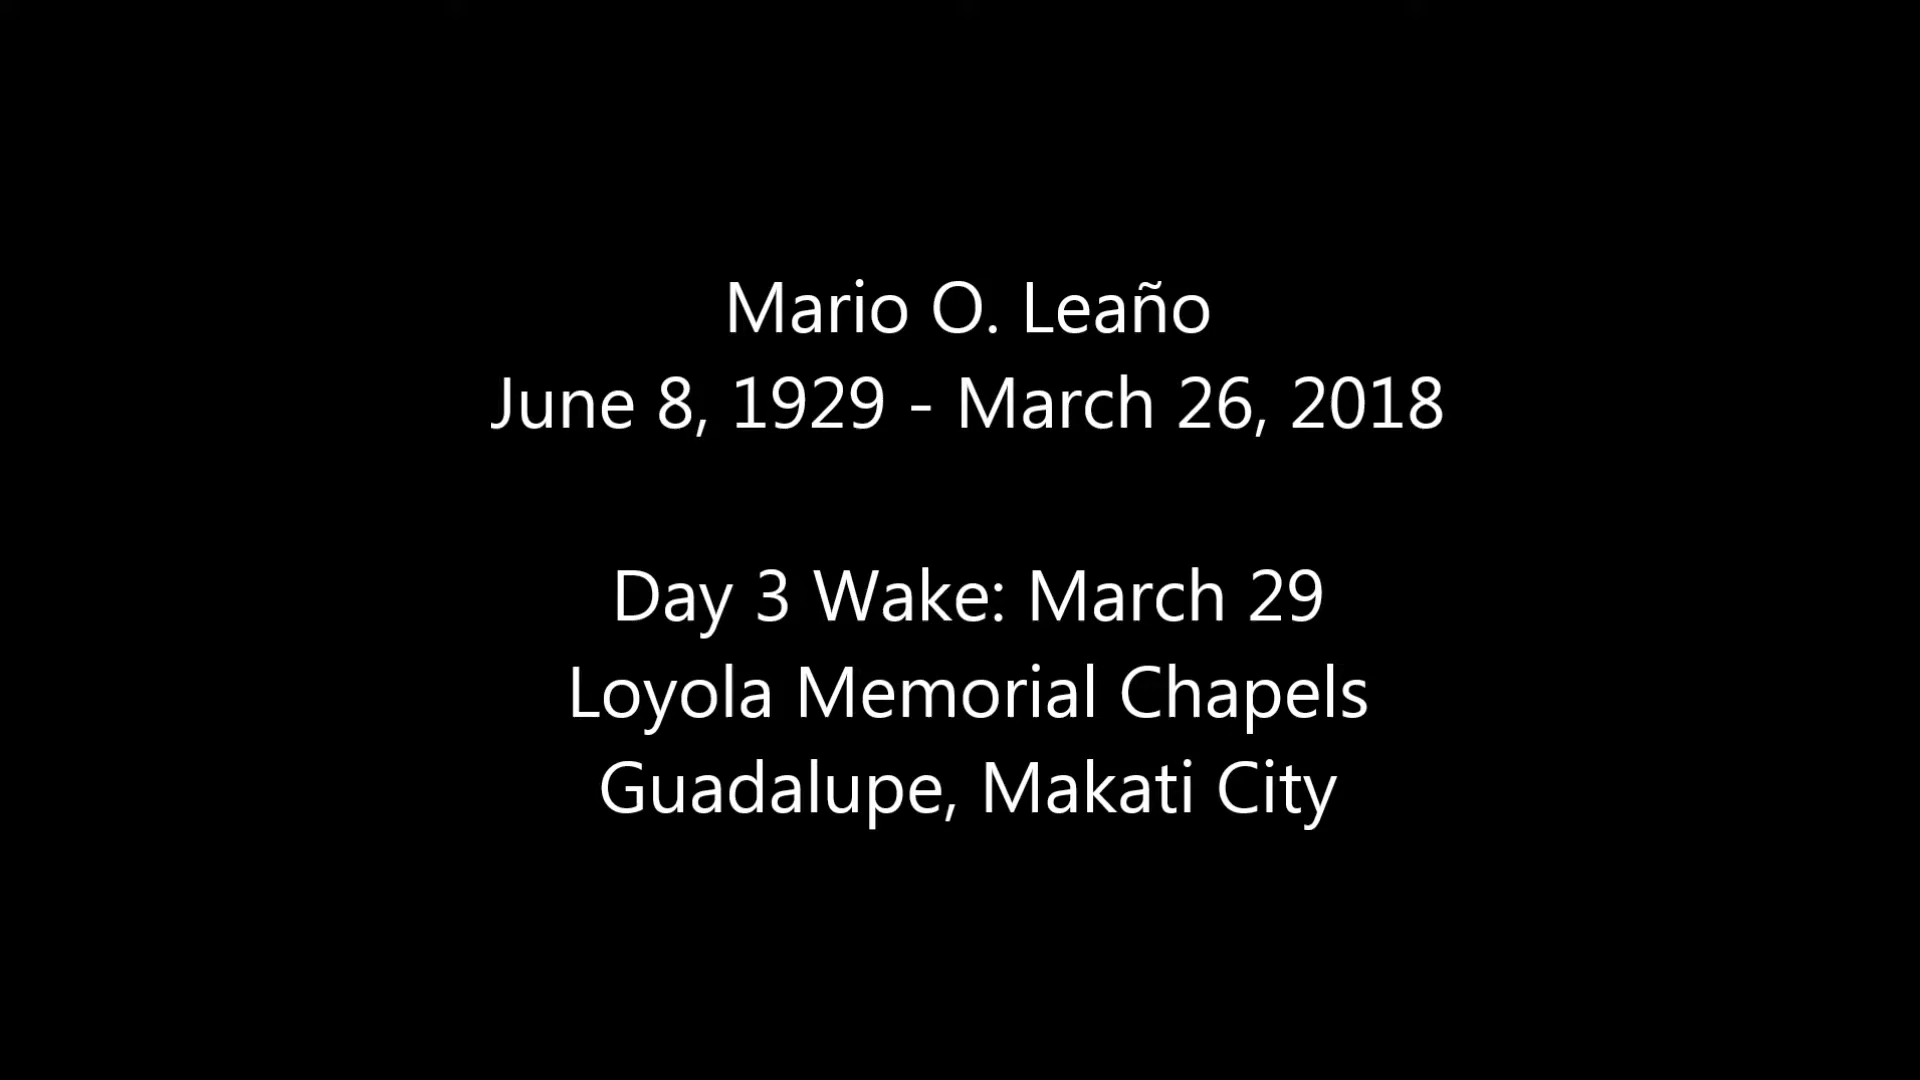 Mario O. Leaño
June 8, 1929 - March 26, 2018
Day 3 Wake: March 29
Loyola Memorial Chapels
Guadalupe, Makati City